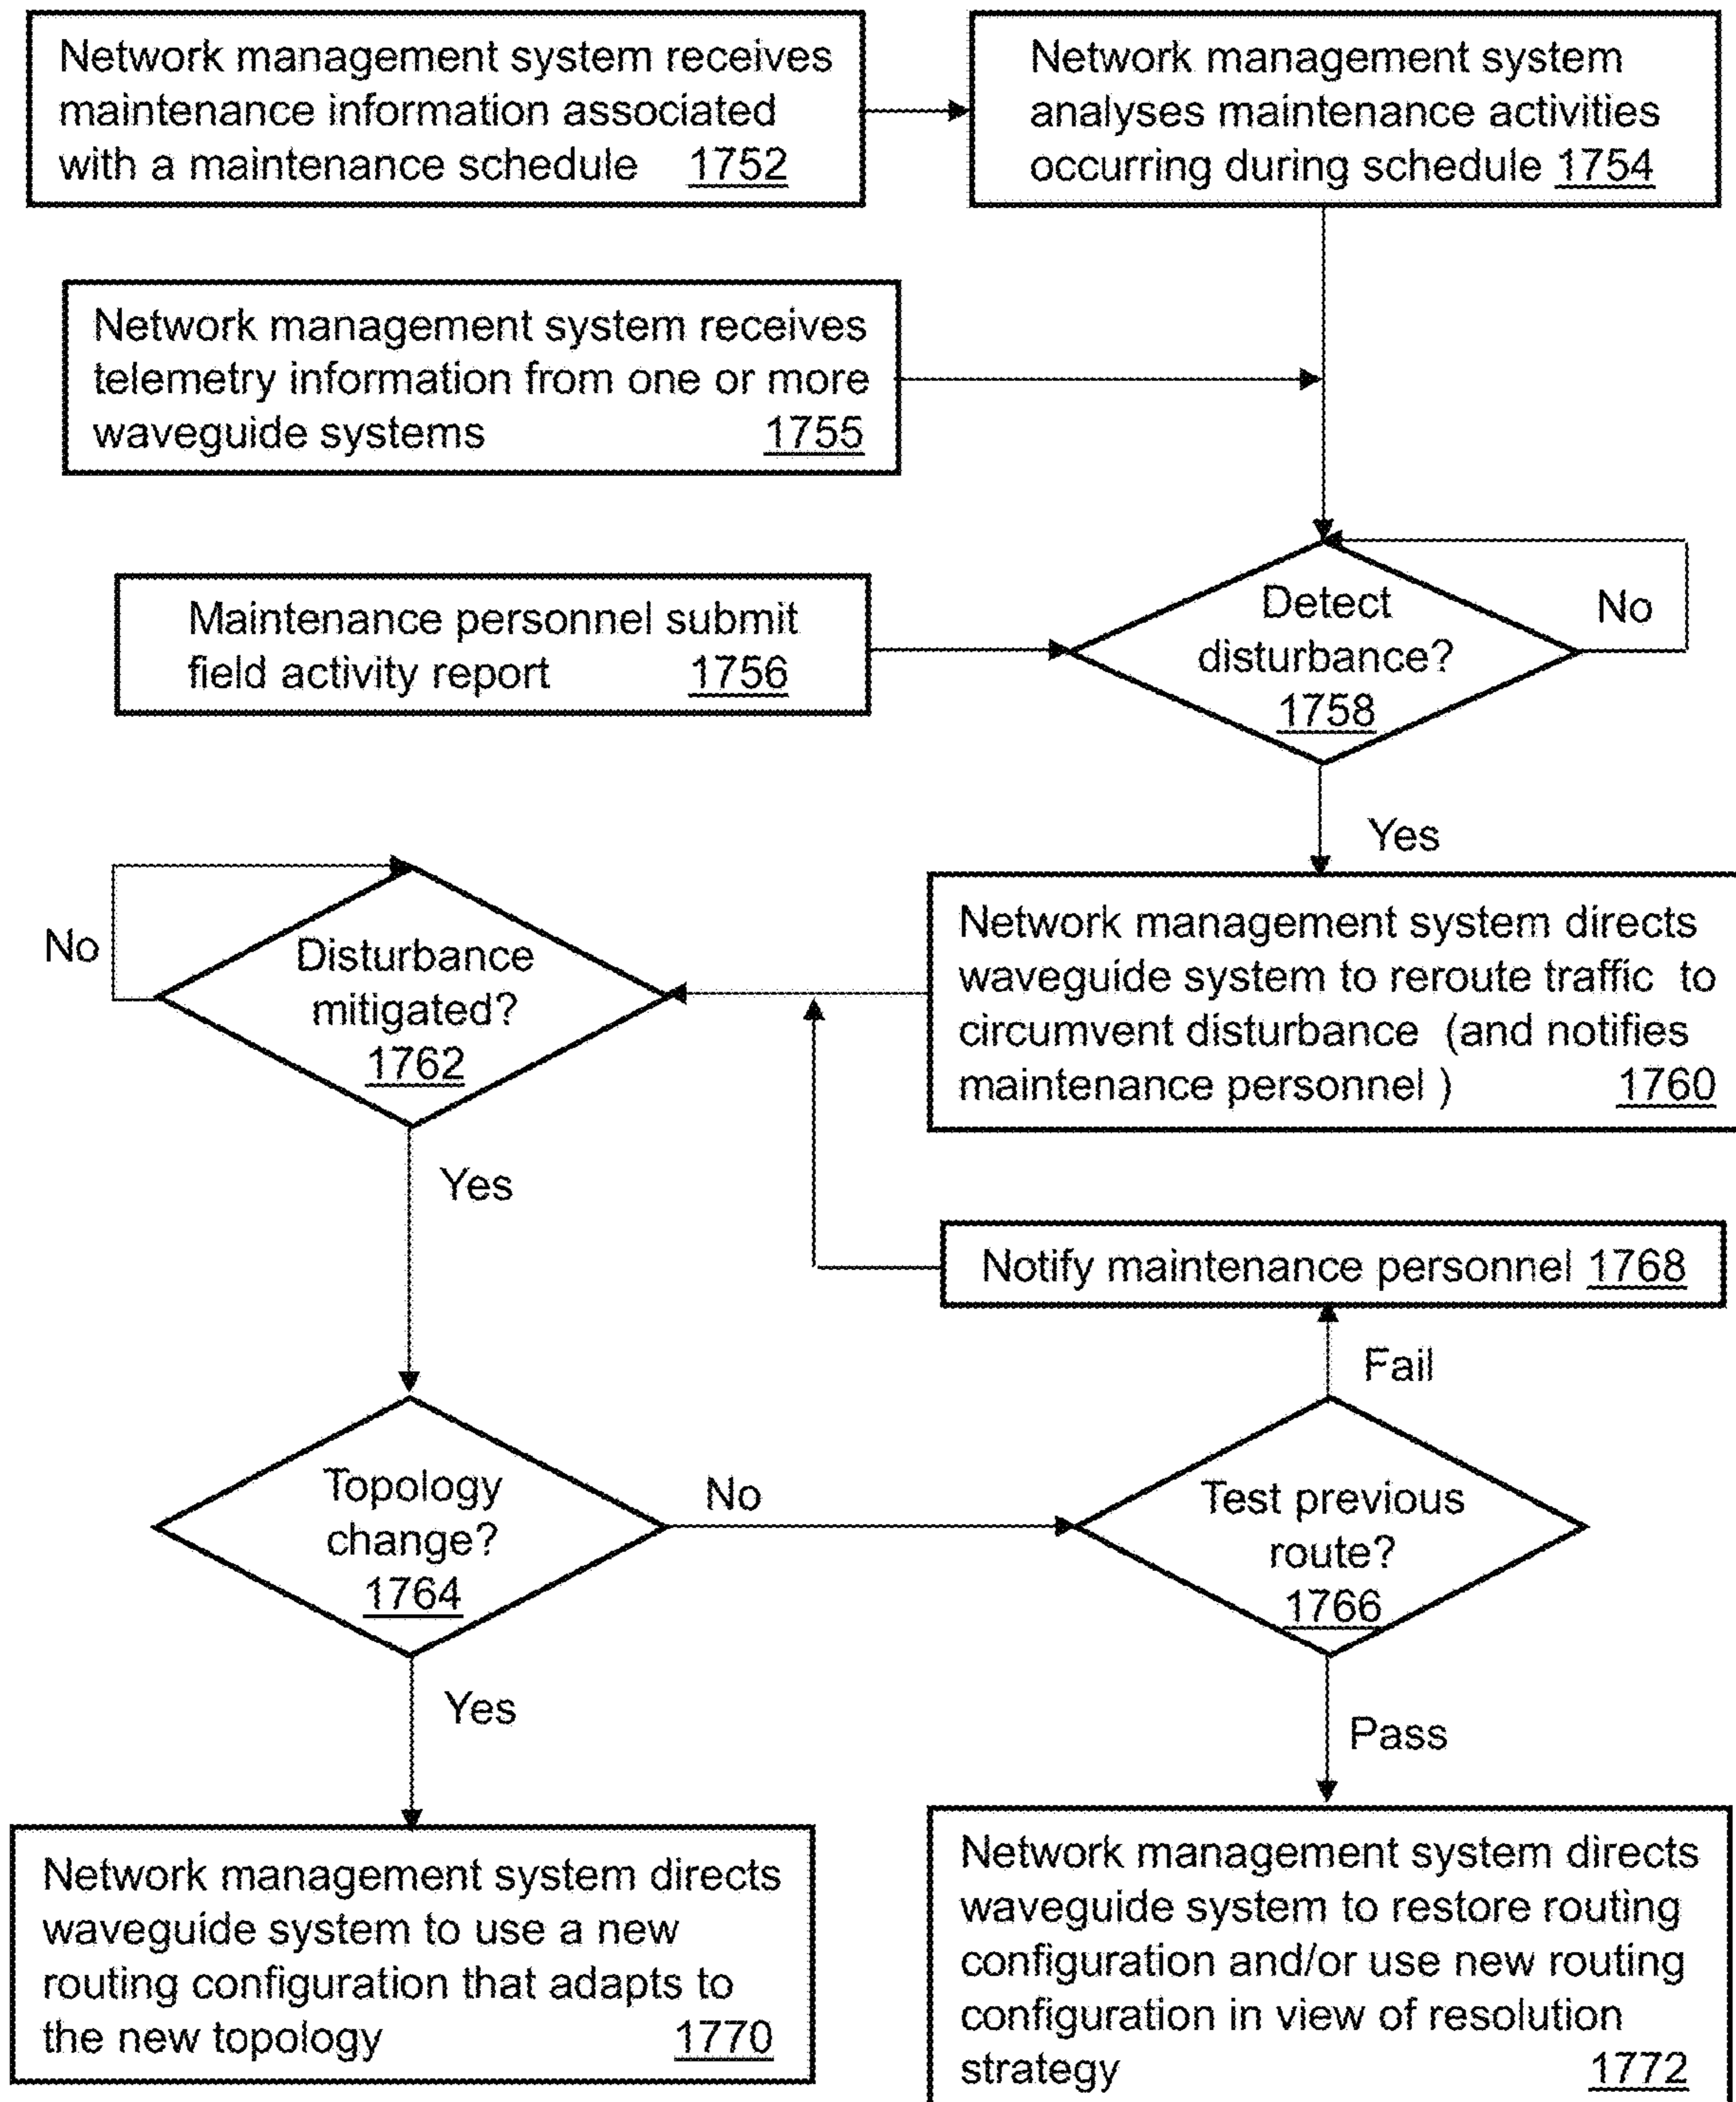 Network management system receives
maintenance information associated
with a maintenance schedule 1752
Network management system
analyses maintenance activities
occurring during schedule 1754
Network management system receives
telemetry information from one or more
waveguide systems 1755
Maintenance personnel submit
field activity report 1756
Detect
disturbance?
1758
No
Yes
Network management system directs
waveguide system to reroute traffic to
circumvent disturbance (and notifies
maintenance personnel ) 1760
No
Disturbance
mitigated?
1762
Yes
Notify maintenance personnel 1768
Fail
Topology
change?
1764
No
Test previous
route?
1766
Yes
Pass
Network management system directs
waveguide system to use a new
routing configuration that adapts to
the new topology 1770
Network management system directs
waveguide system to restore routing
configuration and/or use new routing
configuration in view of resolution
strategy 1772